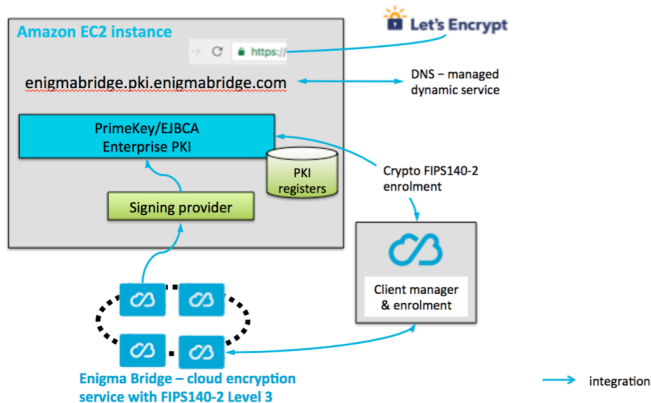 Amazon EC2 instance
Let's Encrypt
https://
enigmabridge.pki.enigmabridge.com
DNS – managed
dynamic service
PrimeKey/EJBCA
Enterprise PKI
PKI
registers
Crypto FIPS140-2
enrolment
Signing provider
Client manager
& enrolment
Enigma Bridge – cloud encryption
service with FIPS140-2 Level 3
integration